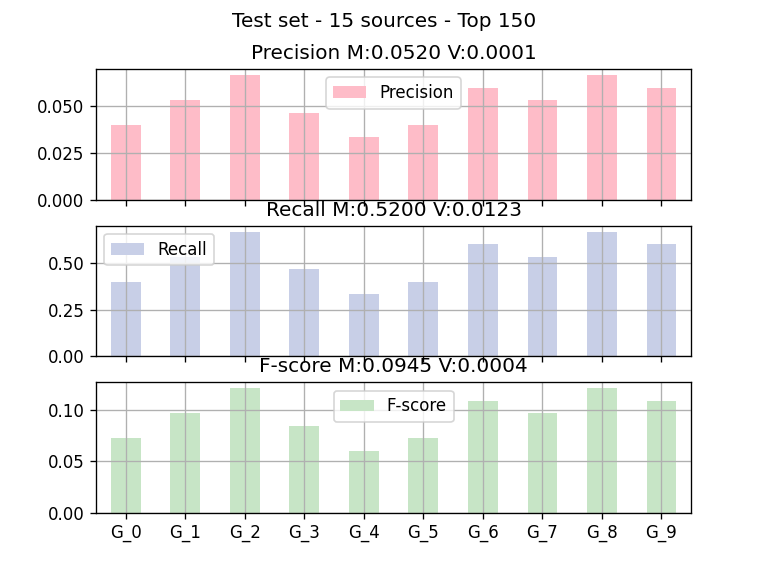 Test set - 15 sources - Top 150
Precision M:0.0520 V:0.0001
0.050
0.025
0.000
Precision
Recall M:0.5200 V:0.0123
0.50
0.25
0.00
Recall
F-score M:0.0945 V:0.0004
0.10
0.05
0.00
F-score
G_0 G_1 G_2 G_3 G_4 G_5 G_6 G_7 G_8 G_9